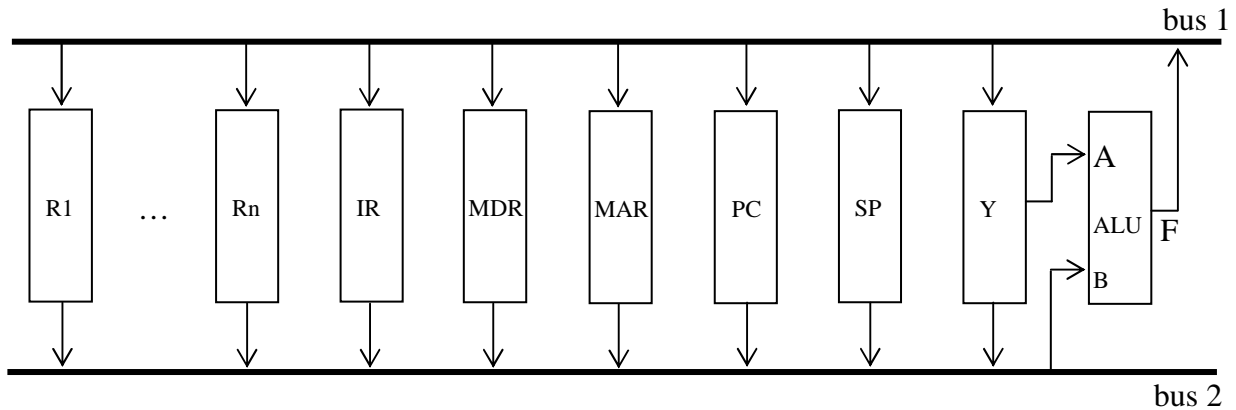 bus 1
R1 … Rn IR MDR MAR PC SP Y A
ALU F
B
bus 2